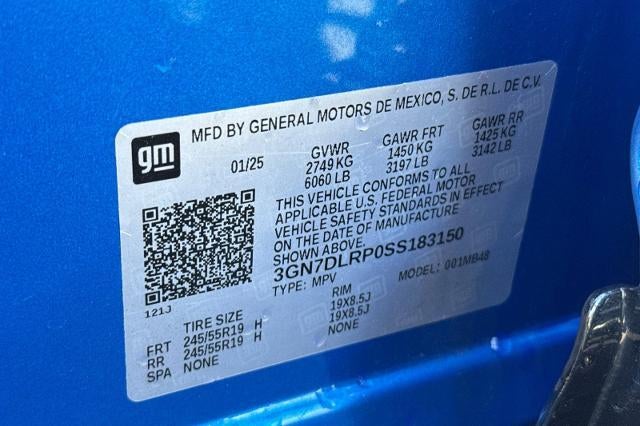 MFD BY GENERAL MOTORS DE MEXICO, S. DE R.L. DE C.V.
gm
01/25 GVWR GAWR FRT GAWR RR
2749 KG 1450 KG 1425 KG
6060 LB 3197 LB 3142 LB
THIS VEHICLE CONFORMS TO ALL
APPLICABLE U.S. FEDERAL MOTOR
VEHICLE SAFETY STANDARDS IN EFFECT
ON THE DATE OF MANUFACTURE
SHOWN ABOVE.
3GN7DLRP0SS183150
TYPE: MPV MODEL: 001MB48
121J
TIRE SIZE RIM
FRT 245/55R19 H 19X8.5J
RR 245/55R19 H 19X8.5J
SPA NONE NONE